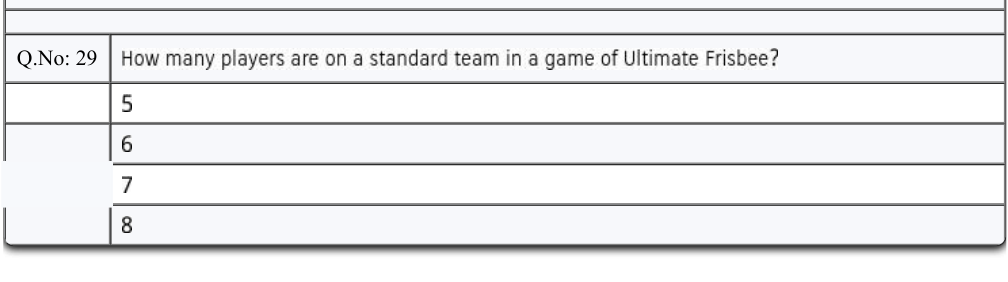 Q.No: 29 How many players are on a standard team in a game of Ultimate Frisbee?
5
6
7
8